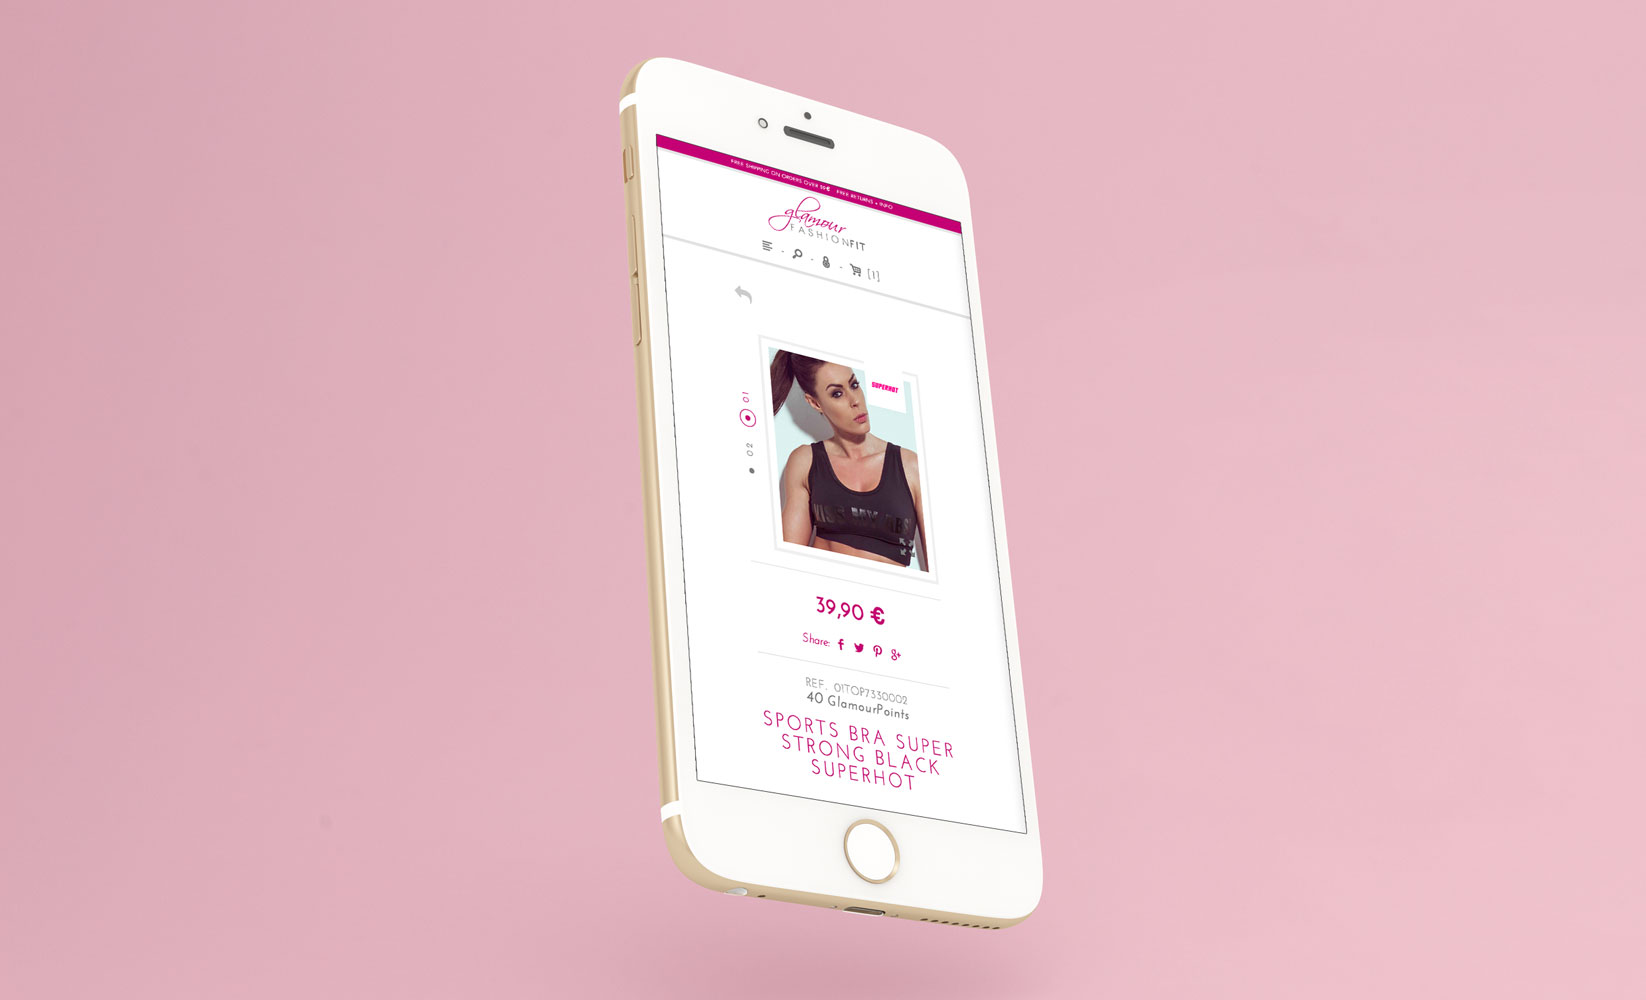 FREE SHIPPING ON ORDERS OVER 99€ FREE RETURNS + INFO
glamour
FASHIONFIT
[1]
SUPERHOT
01
02
39,90 €
Share:
REF. 01TOP7330002
40 GlamourPoints
SPORTS BRA SUPER
STRONG BLACK
SUPERHOT